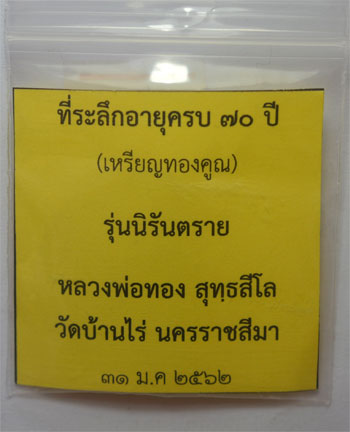 ที่ระลึกอายุครบ ๗๐ ปี
(เหรียญทองคูณ)
รุ่นนิรันตราย
หลวงพ่อทอง สุทฺธสีโล
วัดบ้านไร่ นครราชสีมา
๓๑ ม.ค ๒๕๖๒